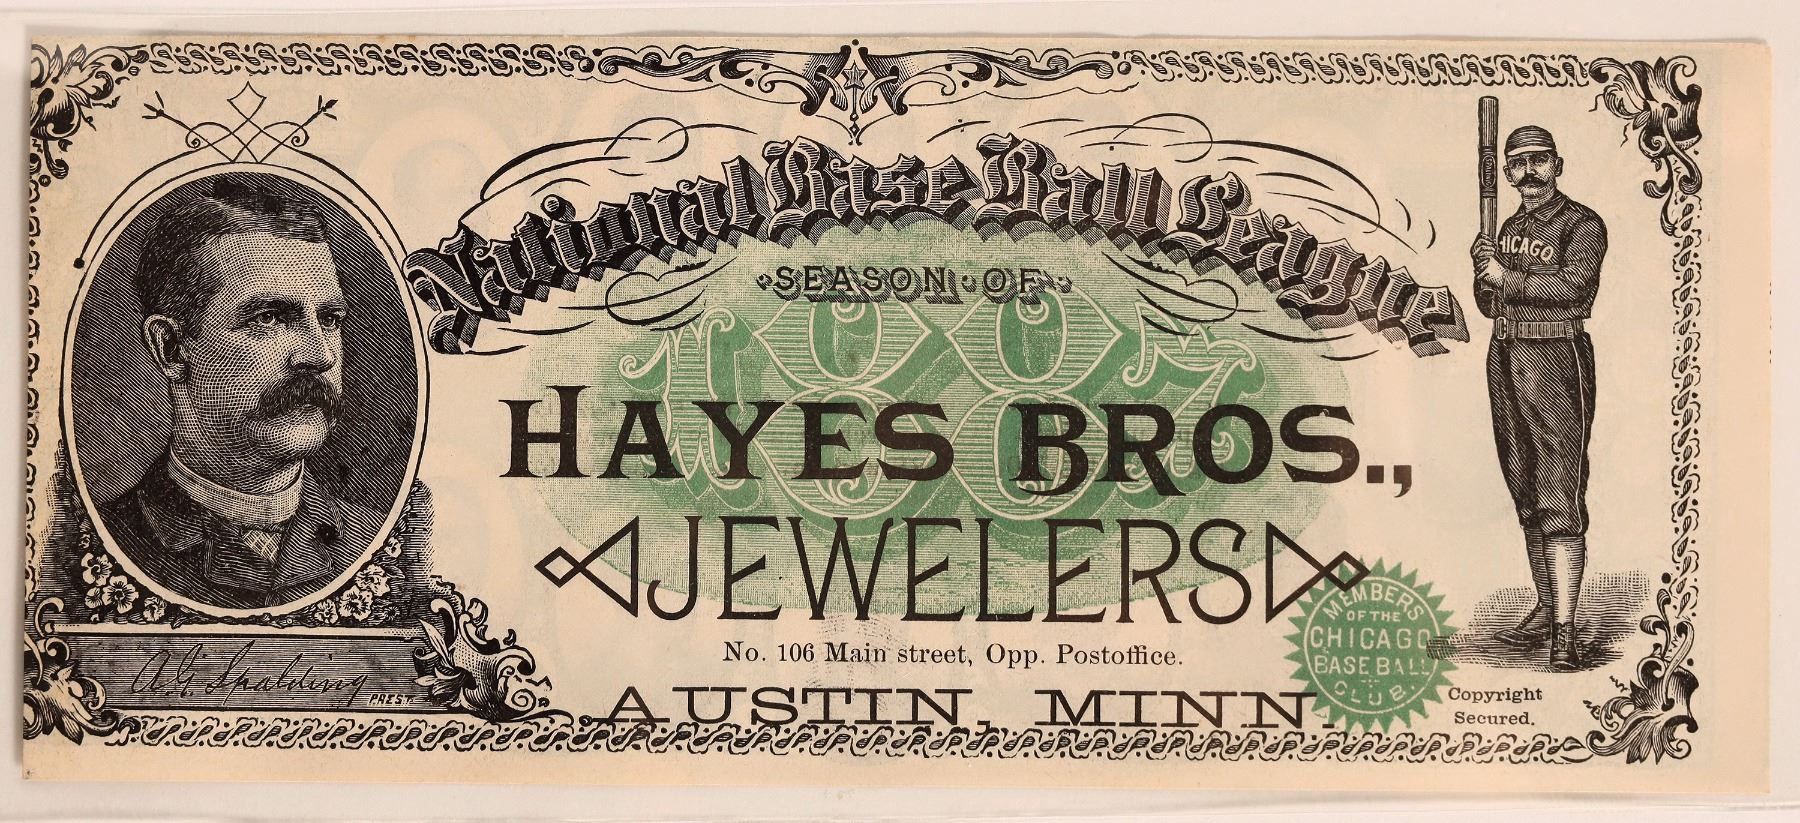 National Base Ball League
SEASON OF
1887
HAYES BROS.,
JEWELERS
No. 106 Main street, Opp. Postoffice.
AUSTIN, MINN.
A.G. Spalding
PREST.
HICAGO
MEMBERS
OF THE
CHICAGO
BASE BALL
CLUB.
Copyright
Secured.